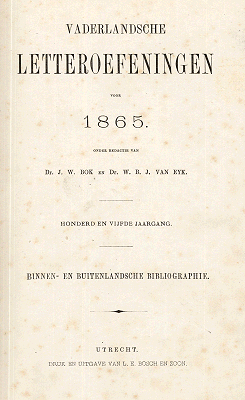 VADERLANDSCHE
LETTEROEFENINGEN
VOOR
1865.
ONDER REDACTIE VAN
Dr. J. W. BOK EN Dr. W. R. J. VAN EYK.
HONDERD EN VIJFDE JAARGANG.
BINNEN- EN BUITENLANDSCHE BIBLIOGRAPHIE.
UTRECHT.
DRUK EN UITGAVE VAN L. E. BOSCH EN ZOON.